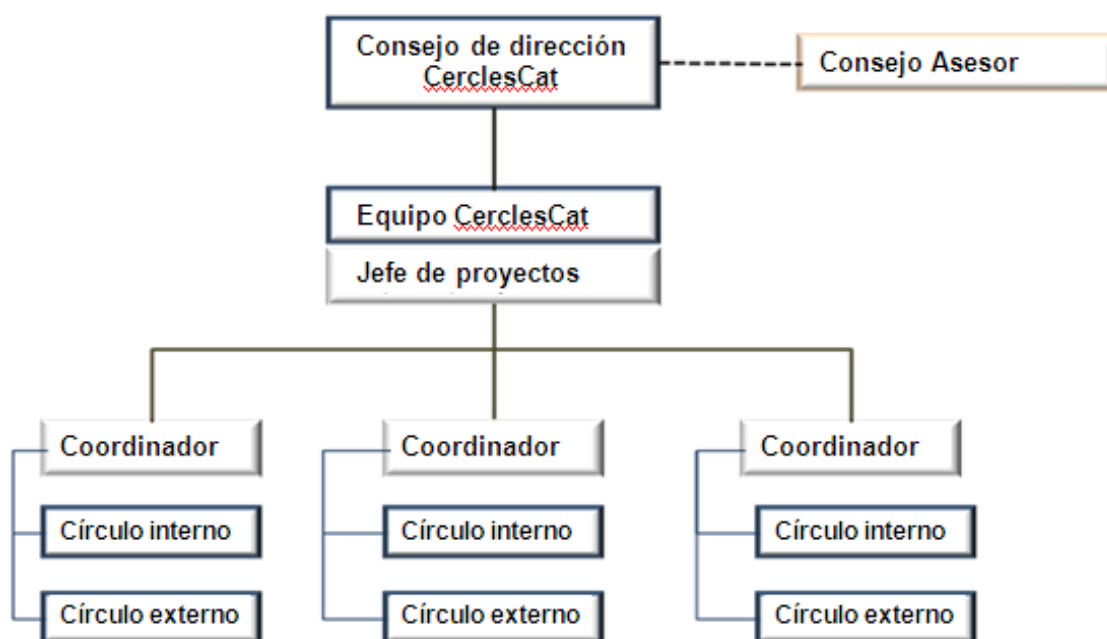 Consejo de dirección
CerclesCat
Consejo Asesor
Equipo CerclesCat
Jefe de proyectos
Coordinador
Coordinador
Coordinador
Círculo interno
Círculo interno
Círculo interno
Círculo externo
Círculo externo
Círculo externo